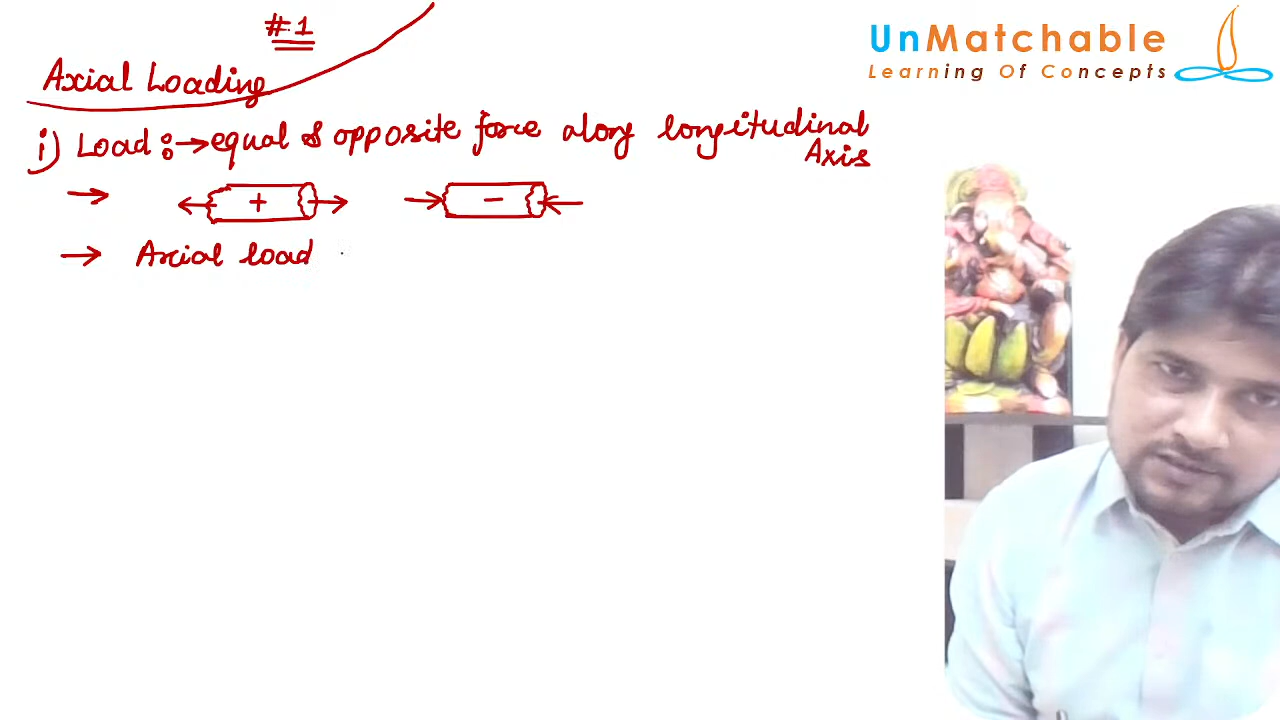 #1
UnMatchable
Learning Of Concepts
Axial Loading
i) Load :→ equal & opposite force along longitudinal
Axis
→ + −
→ Axial load